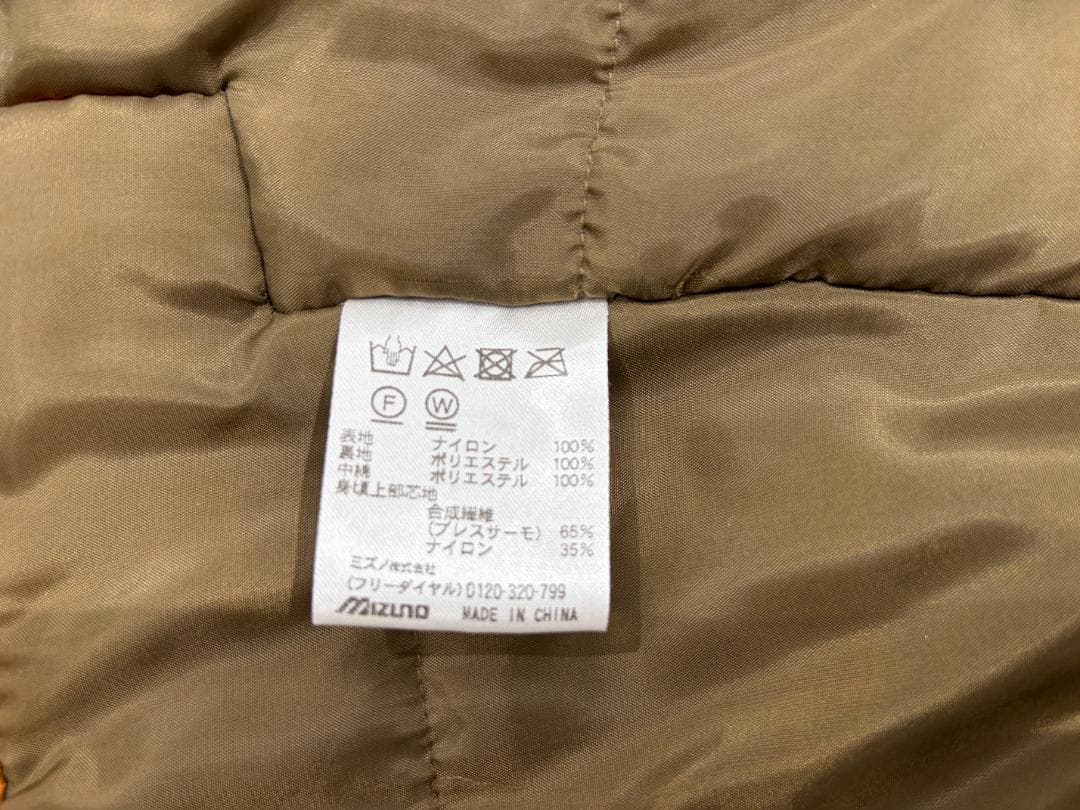 F W
表地 ナイロン 100%
裏地 ポリエステル 100%
中綿 ポリエステル 100%
身頃上部芯地
合成繊維
(ブレスサーモ) 65%
ナイロン 35%
ミズノ株式会社
(フリーダイヤル)0120-320-799
MIZUNO MADE IN CHINA